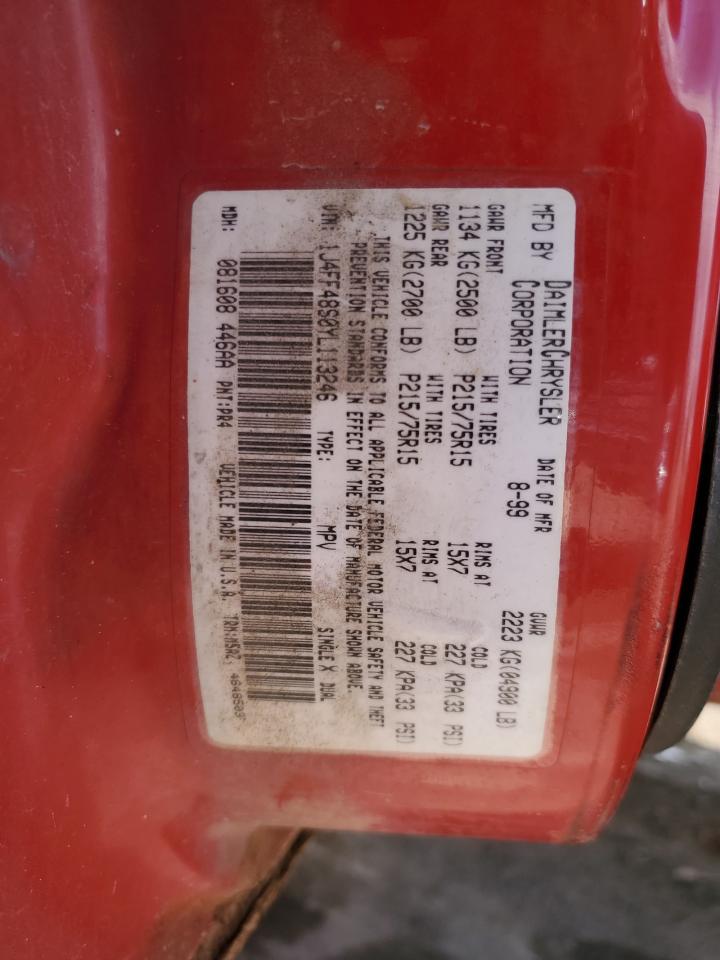 MFD BY DAIMLERCHRYSLER CORPORATION DATE OF MFR 8-99 GVWR 2223 KG(04900 LB)
GAWR FRONT WITH TIRES RIMS AT COLD
1134 KG(2500 LB) P215/75R15 15X7 227 KPA(33 PSI)
GAWR REAR WITH TIRES RIMS AT COLD
1225 KG(2700 LB) P215/75R15 15X7 227 KPA(33 PSI)
THIS VEHICLE CONFORMS TO ALL APPLICABLE FEDERAL MOTOR VEHICLE SAFETY AND THEFT
PREVENTION STANDARDS IN EFFECT ON THE DATE OF MANUFACTURE SHOWN ABOVE.
VIN: 1J4FF48S0YL113246 TYPE: MPV SINGLE X DUAL
MDH: 081608 446AA PNT:PR4 VEHICLE MADE IN U.S.A.